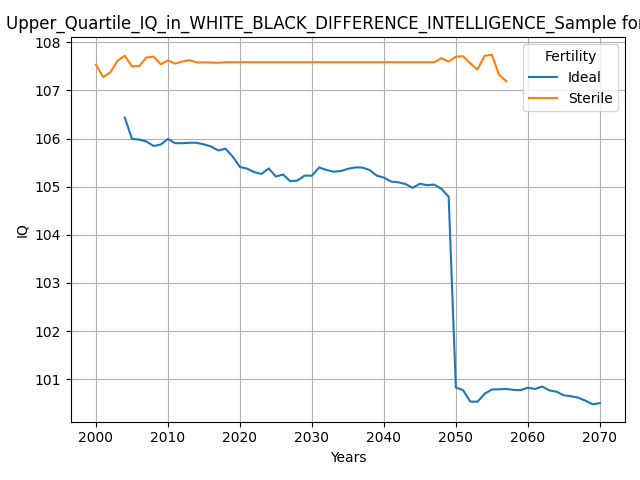 Upper_Quartile_IQ_in_WHITE_BLACK_DIFFERENCE_INTELLIGENCE_Sample for
108
107
106
105
104
103
102
101
IQ
Fertility
Ideal
Sterile
2000 2010 2020 2030 2040 2050 2060 2070
Years